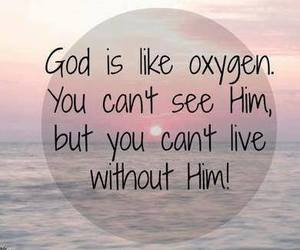 God is like oxygen.
You can't see Him,
but you can't live
without Him!